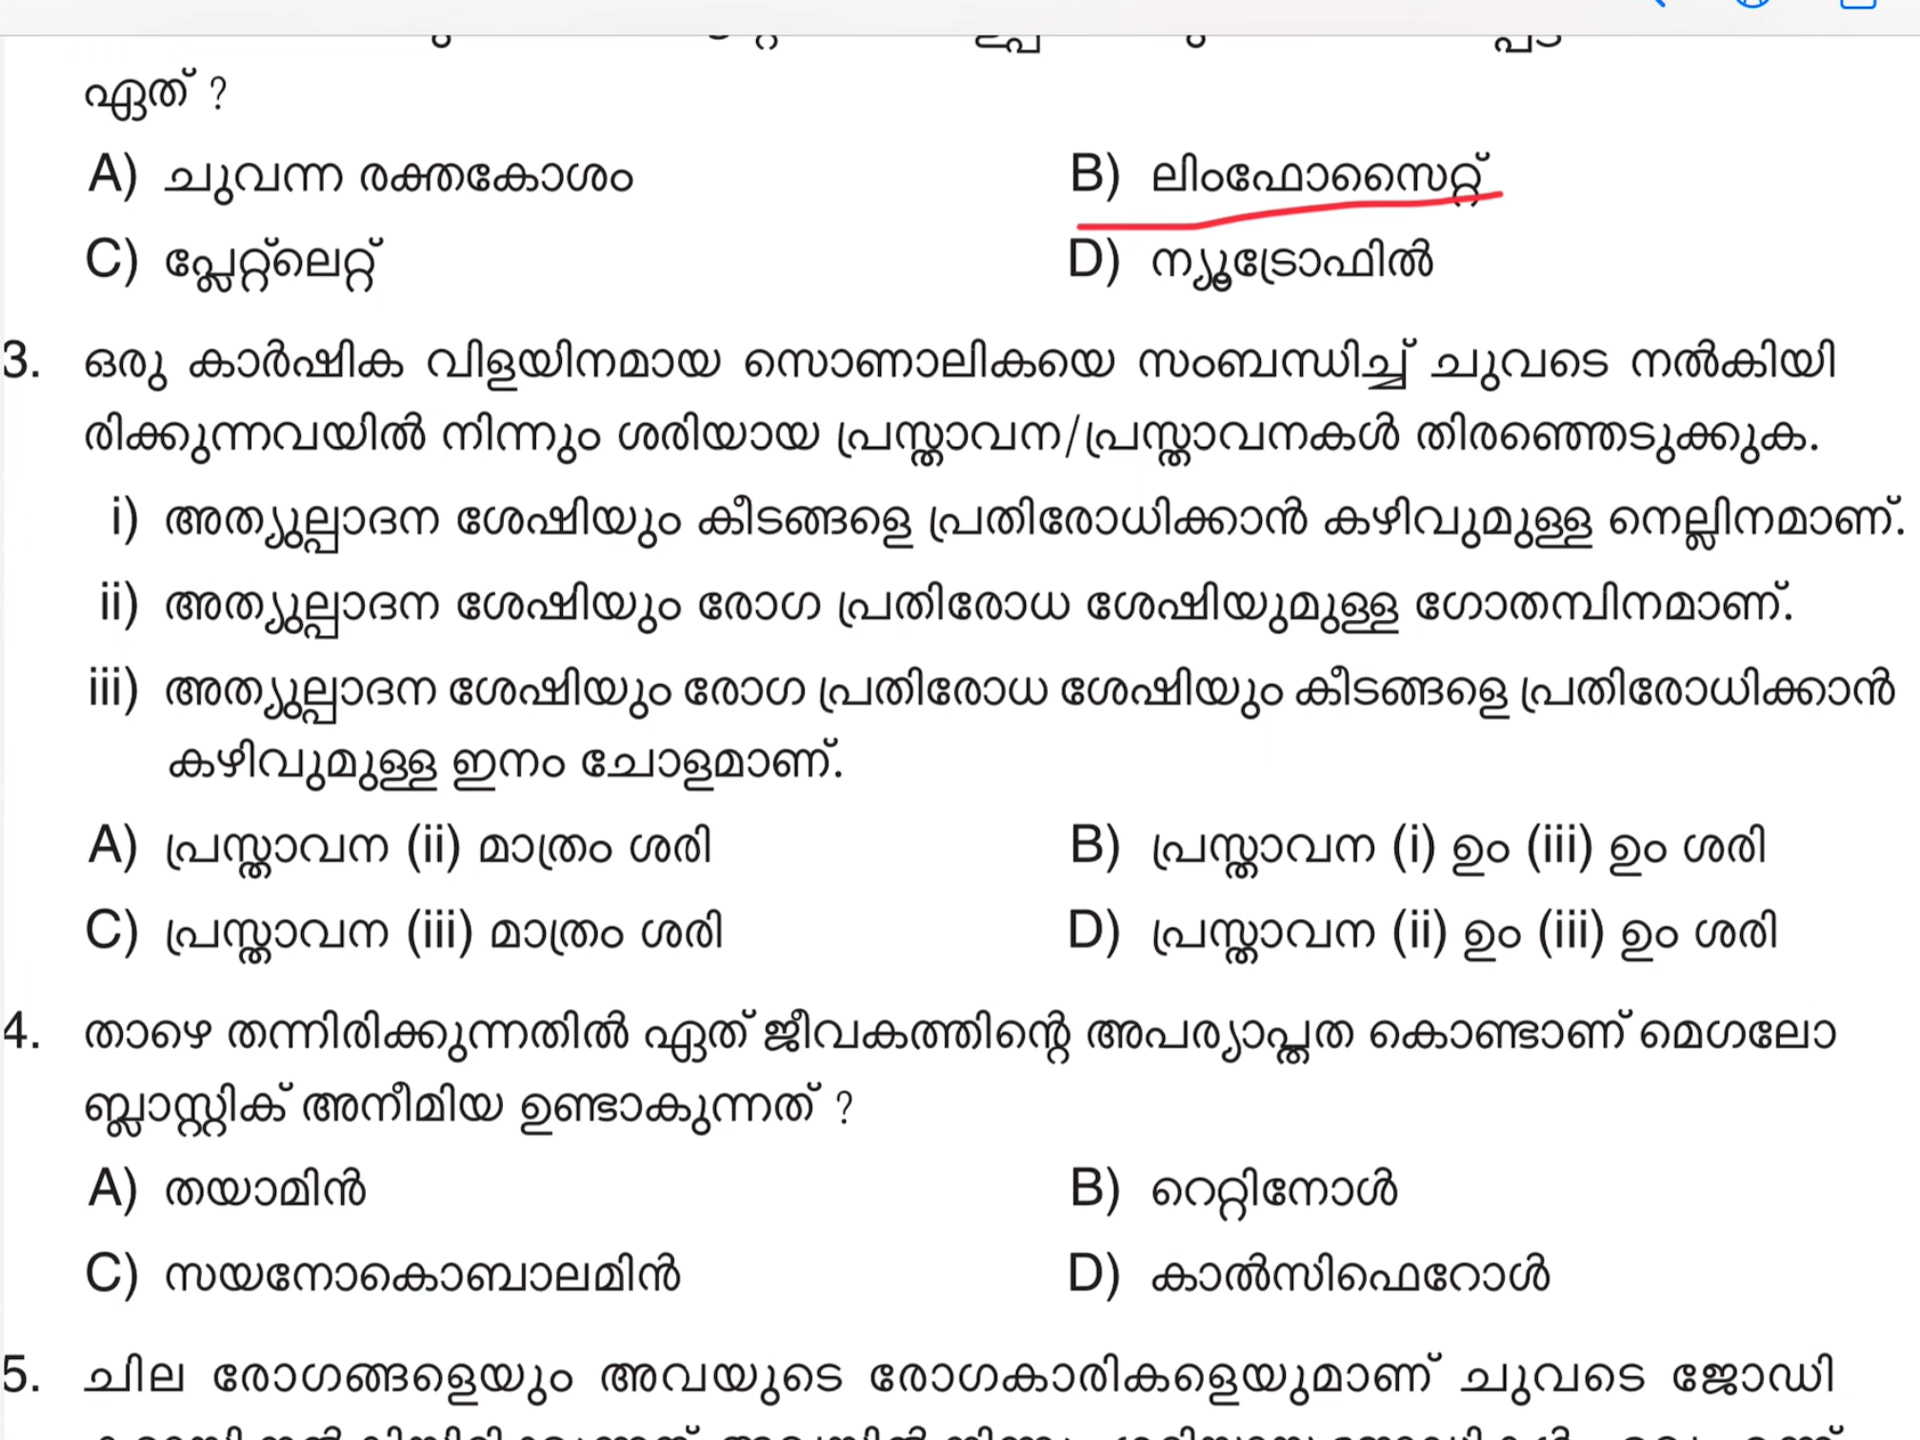 ഏത് ?
A) ചുവന്ന രക്തകോശം B) ലിംഫോസൈറ്റ്
C) പ്ലേറ്റ്‌ലെറ്റ് D) ന്യൂട്രോഫിൽ
3. ഒരു കാർഷിക വിളയിനമായ സൊണാലികയെ സംബന്ധിച്ച് ചുവടെ നൽകിയി
രിക്കുന്നവയിൽ നിന്നും ശരിയായ പ്രസ്താവന/പ്രസ്താവനകൾ തിരഞ്ഞെടുക്കുക.
i) അത്യുല്പാദന ശേഷിയും കീടങ്ങളെ പ്രതിരോധിക്കാൻ കഴിവുമുള്ള നെല്ലിനമാണ്.
ii) അത്യുല്പാദന ശേഷിയും രോഗ പ്രതിരോധ ശേഷിയുമുള്ള ഗോതമ്പിനമാണ്.
iii) അത്യുല്പാദന ശേഷിയും രോഗ പ്രതിരോധ ശേഷിയും കീടങ്ങളെ പ്രതിരോധിക്കാൻ
കഴിവുമുള്ള ഇനം ചോളമാണ്.
A) പ്രസ്താവന (ii) മാത്രം ശരി B) പ്രസ്താവന (i) ഉം (iii) ഉം ശരി
C) പ്രസ്താവന (iii) മാത്രം ശരി D) പ്രസ്താവന (ii) ഉം (iii) ഉം ശരി
4. താഴെ തന്നിരിക്കുന്നതിൽ ഏത് ജീവകത്തിന്റെ അപര്യാപ്തത കൊണ്ടാണ് മെഗലോ
ബ്ലാസ്റ്റിക് അനീമിയ ഉണ്ടാകുന്നത് ?
A) തയാമിൻ B) റെറ്റിനോൾ
C) സയനോകൊബാലമിൻ D) കാൽസിഫെറോൾ
5. ചില രോഗങ്ങളെയും അവയുടെ രോഗകാരികളെയുമാണ് ചുവടെ ജോഡി